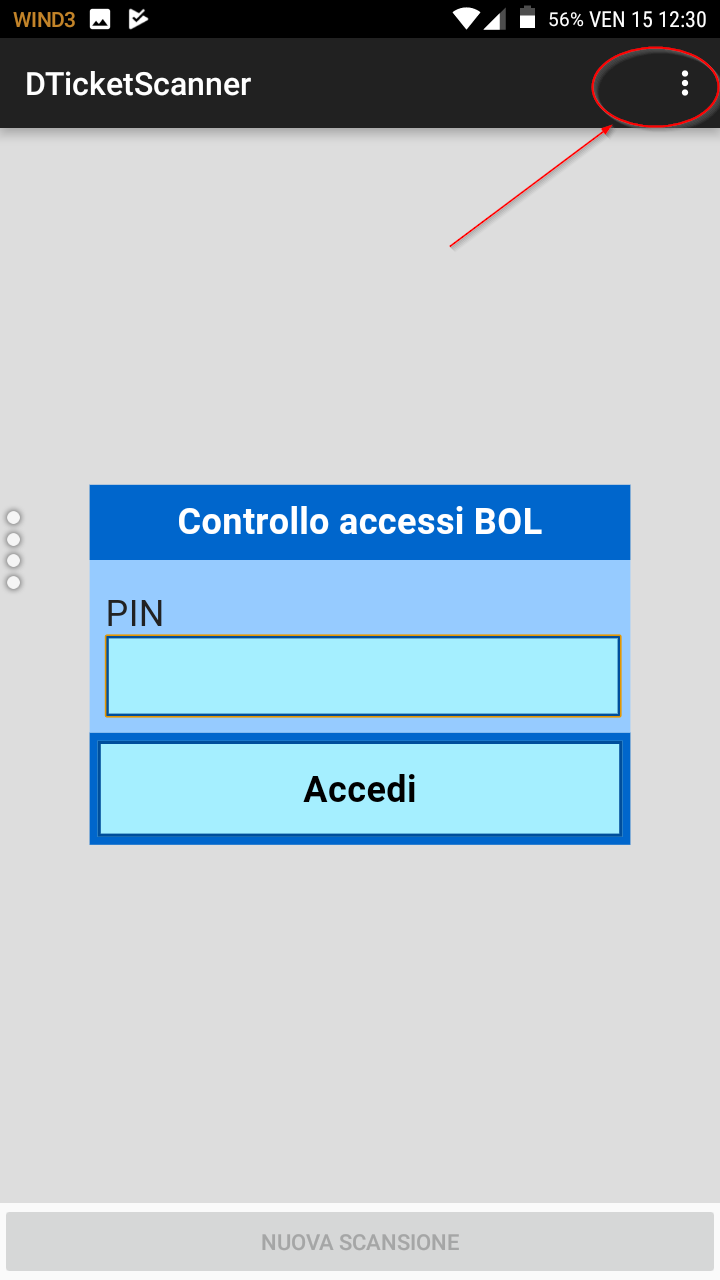 WIND3 56% VEN 15 12:30
DTicketScanner
Controllo accessi BOL
PIN
Accedi
NUOVA SCANSIONE